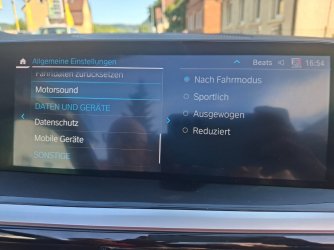 Allgemeine Einstellungen
Beats 16:54
Fahrdaten zurücksetzen
Motorsound
DATEN UND GERÄTE
Datenschutz
Mobile Geräte
SONSTIGE
Nach Fahrmodus
Sportlich
Ausgewogen
Reduziert